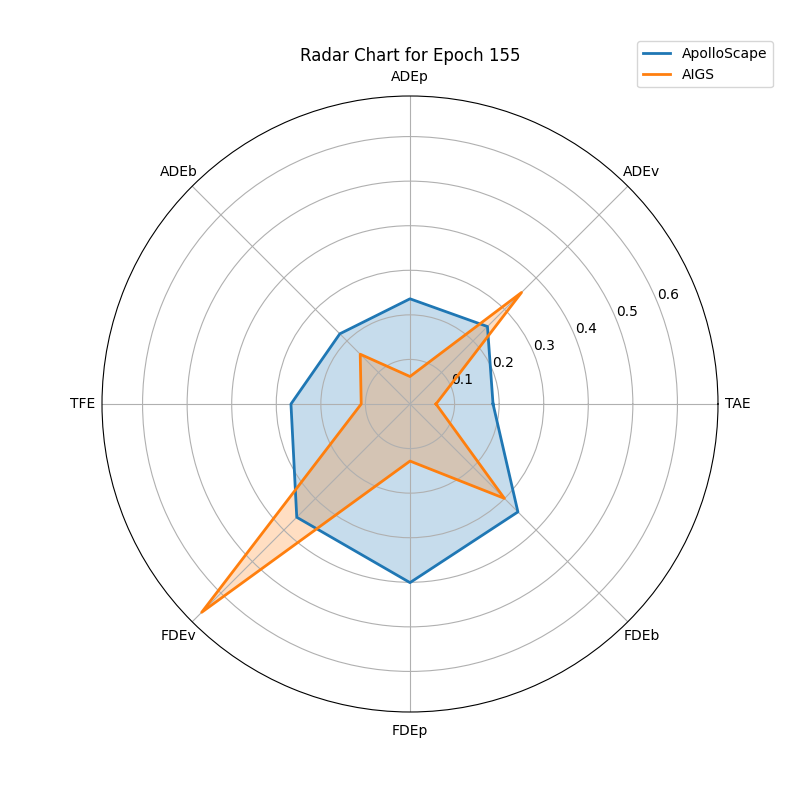 Radar Chart for Epoch 155
ApolloScape
AIGS
ADEp
ADEb
ADEv
0.6
0.5
0.4
0.3
0.2
0.1
TFE
TAE
FDEv
FDEb
FDEp